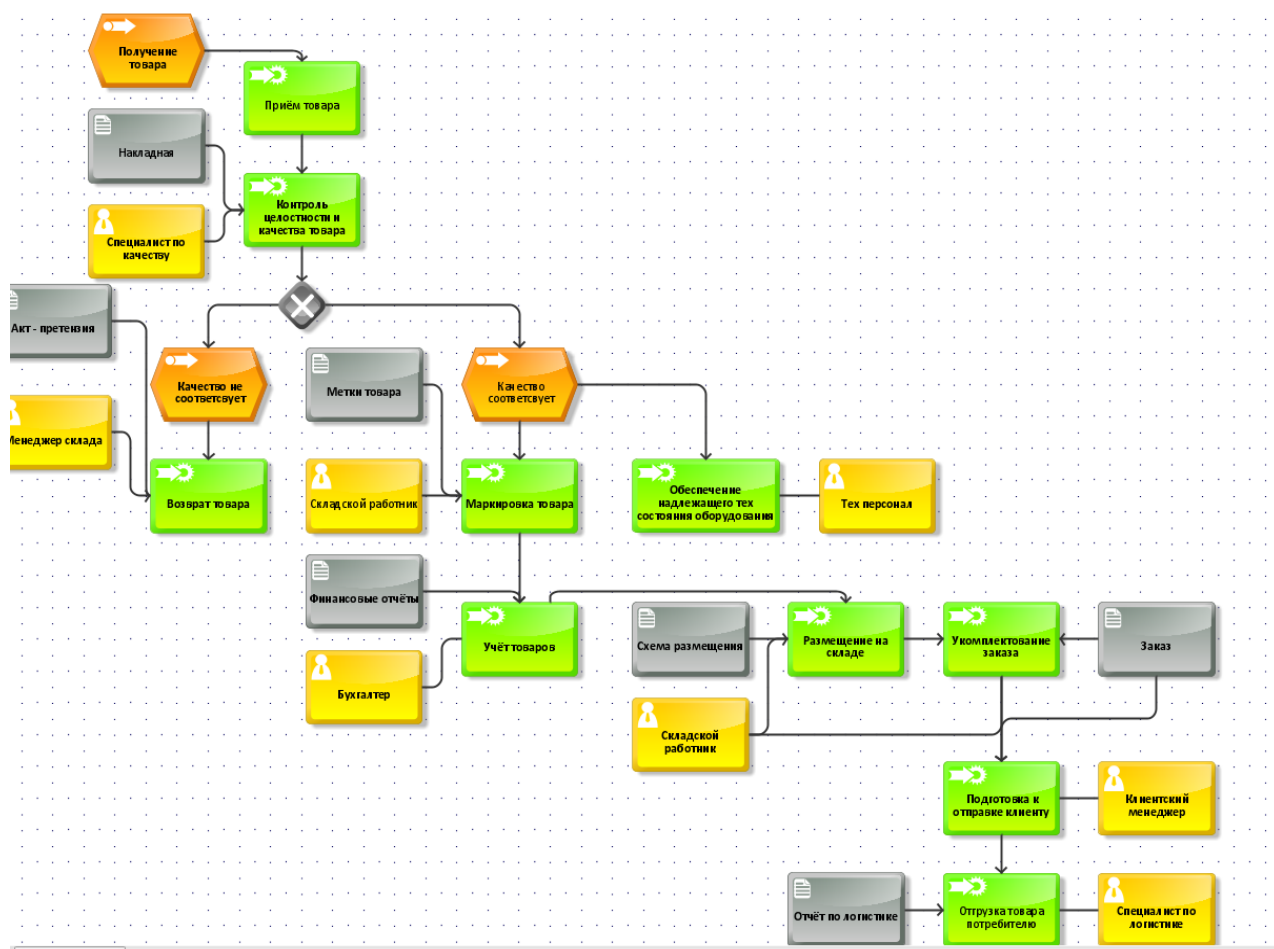 Получение
товара
Приём товара
Накладная
Контроль
целостности и
качества товара
Специалист по
качеству
Акт - претензия
Качество не
соответсвует
Метки товара
Качество
соответсвует
Менеджер склада
Возврат товара
Складской работник
Маркировка товара
Обеспечение
надлежащего тех
состояния оборудования
Тех персонал
Финансовые отчёты
Учёт товаров
Схема размещения
Размещение на
складе
Укомплектование
заказа
Заказ
Бухгалтер
Складской
работник
Подготовка к
отправке клиенту
Клиентский
менеджер
Отчёт по логистике
Отгрузка товара
потребителю
Специалист по
логистике